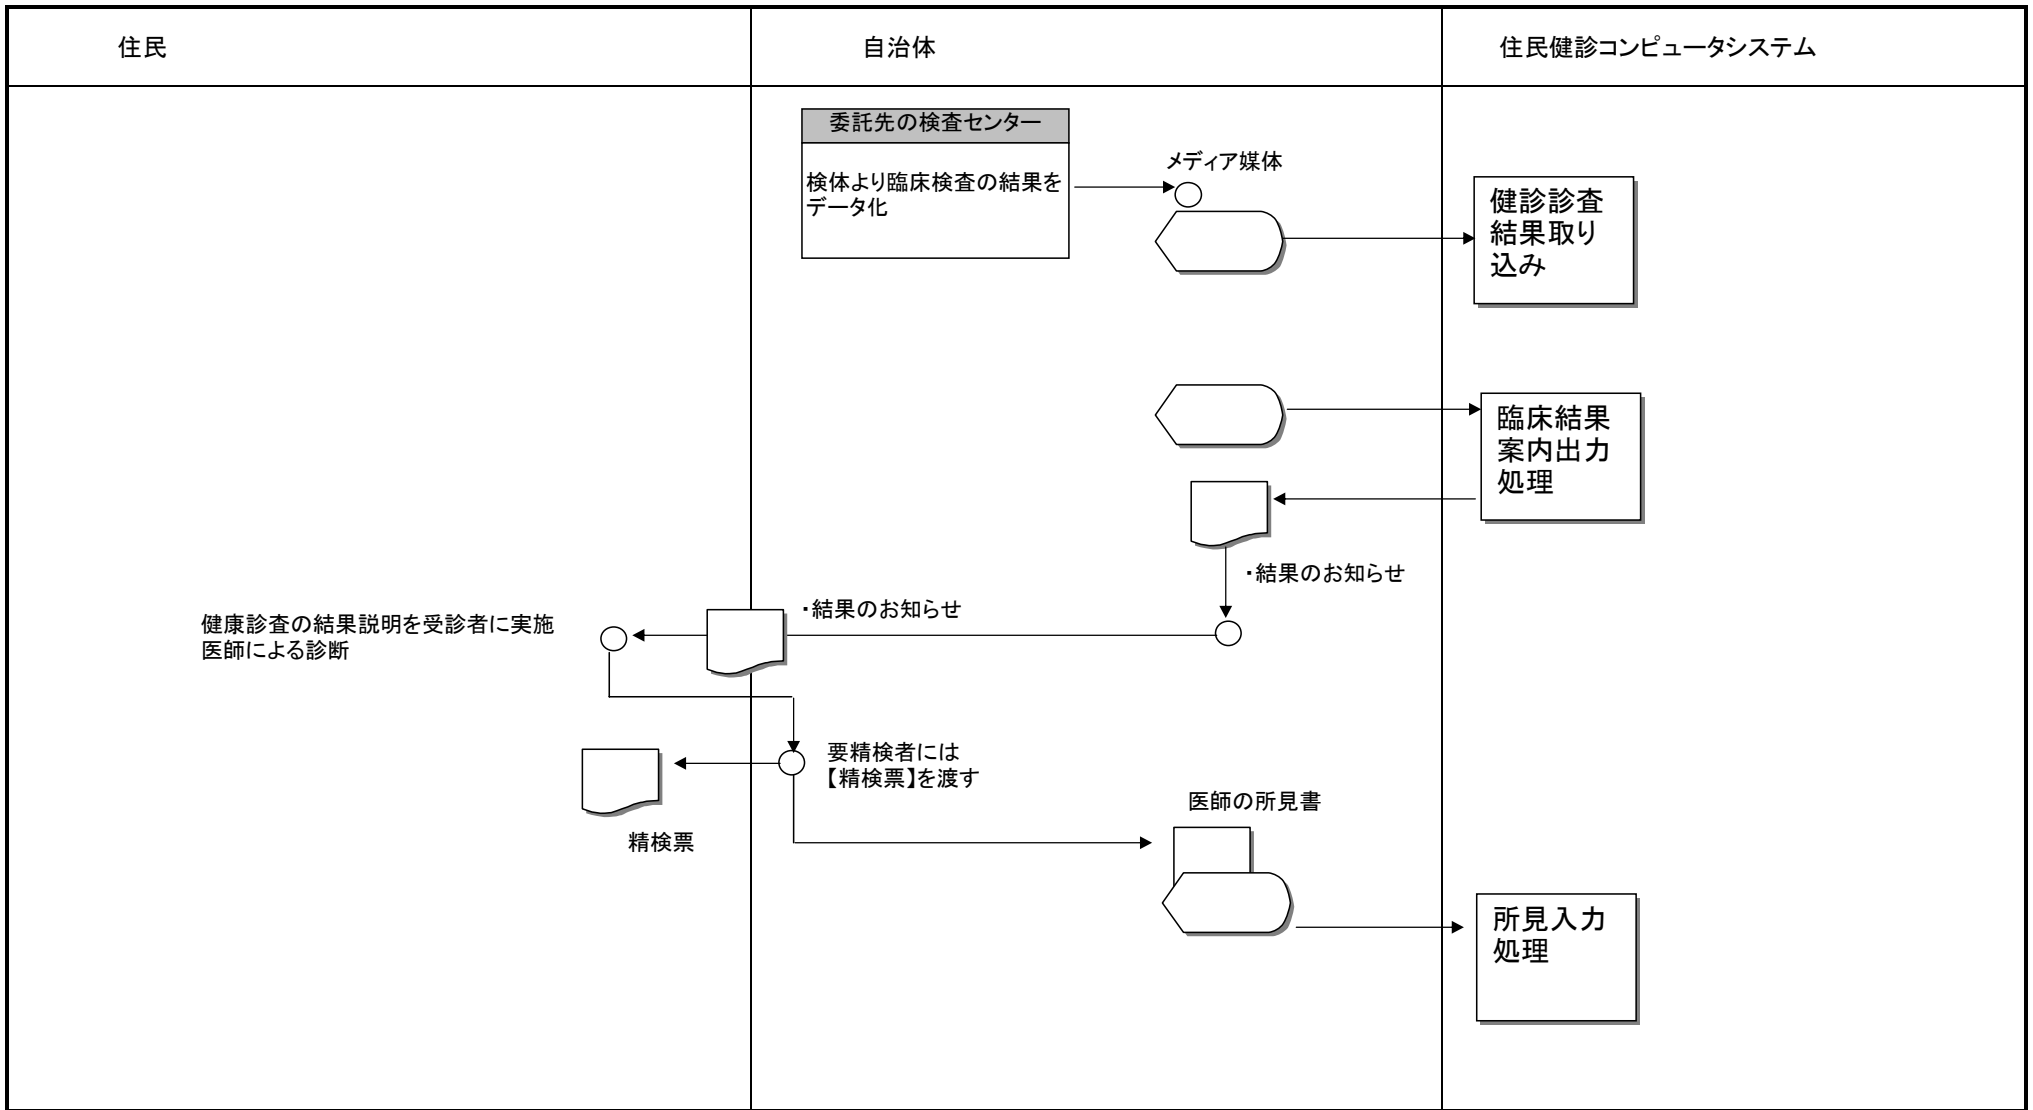 住民
自治体
住民健診コンピュータシステム
委託先の検査センター
検体より臨床検査の結果を
データ化
メディア媒体
健診診査
結果取り
込み
臨床結果
案内出力
処理
・結果のお知らせ
・結果のお知らせ
健康診査の結果説明を受診者に実施
医師による診断
要精検者には
【精検票】を渡す
精検票
医師の所見書
所見入力
処理